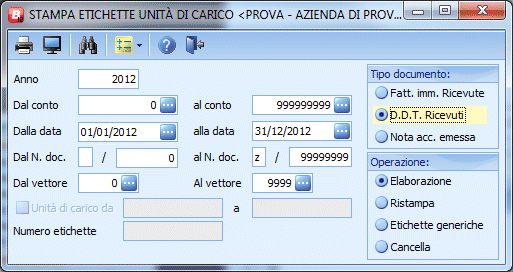 STAMPA ETICHETTE UNITÀ DI CARICO <PROVA - AZIENDA DI PROV...
Anno 2012
Dal conto 0 al conto 999999999
Dalla data 01/01/2012 alla data 31/12/2012
Dal N. doc. / 0 al N. doc. z / 99999999
Dal vettore 0 Al vettore 9999
Unità di carico da a
Numero etichette
Tipo documento:
Fatt. imm. Ricevute
D.D.T. Ricevuti
Nota acc. emessa
Operazione:
Elaborazione
Ristampa
Etichette generiche
Cancella